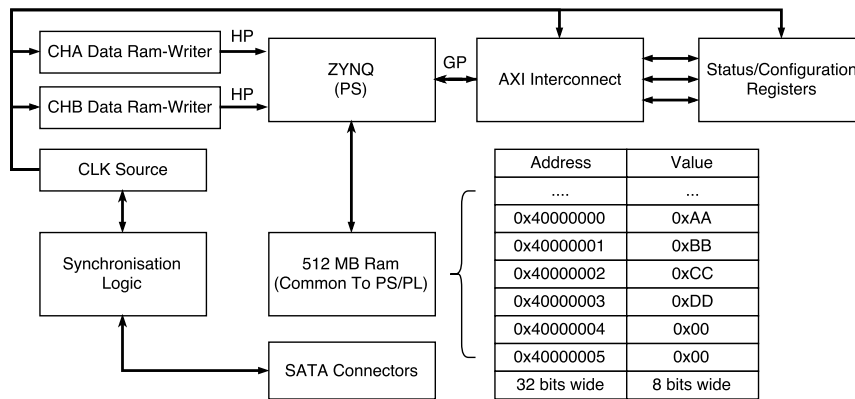 CHA Data Ram-Writer
HP
CHB Data Ram-Writer
HP
ZYNQ
(PS)
GP
AXI Interconnect
Status/Configuration
Registers
CLK Source
Synchronisation
Logic
512 MB Ram
(Common To PS/PL)
SATA Connectors
Address Value
.... ...
0x40000000 0xAA
0x40000001 0xBB
0x40000002 0xCC
0x40000003 0xDD
0x40000004 0x00
0x40000005 0x00
32 bits wide 8 bits wide